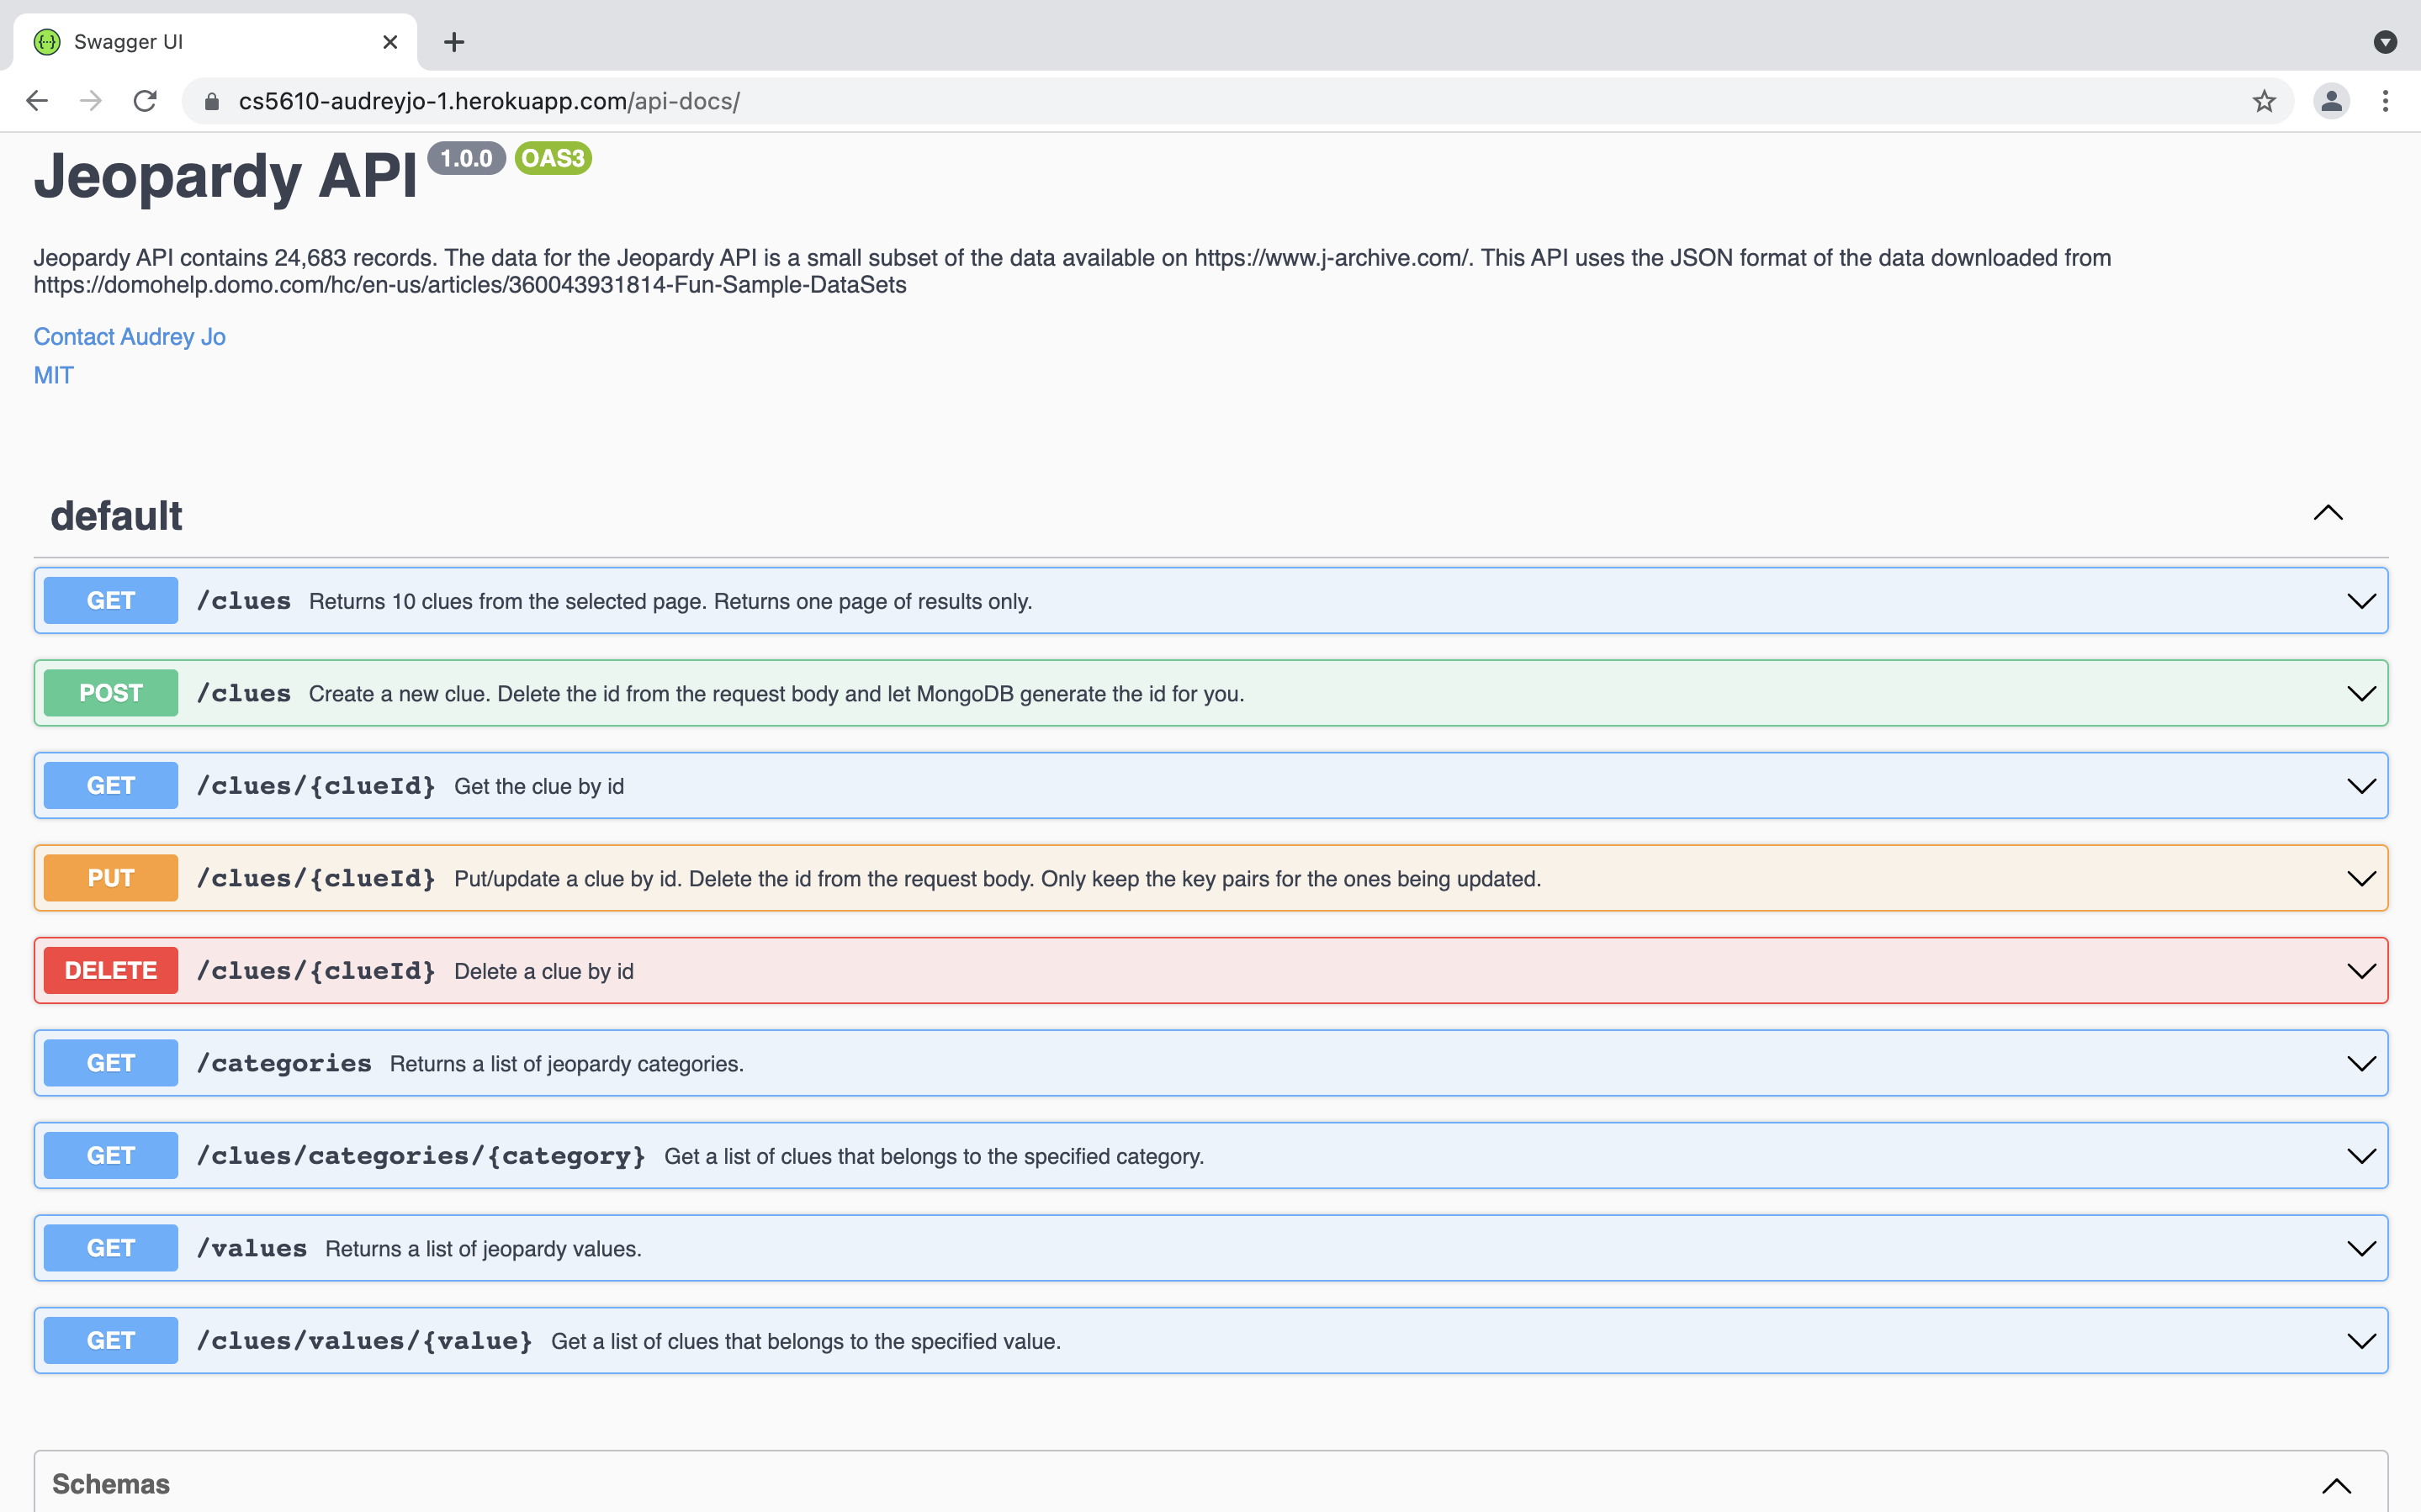 Swagger UI
cs5610-audreyjo-1.herokuapp.com/api-docs/
Jeopardy API 1.0.0 OAS3
Jeopardy API contains 24,683 records. The data for the Jeopardy API is a small subset of the data available on https://www.j-archive.com/. This API uses the JSON format of the data downloaded from
https://domohelp.domo.com/hc/en-us/articles/360043931814-Fun-Sample-DataSets
Contact Audrey Jo
MIT
default
GET /clues Returns 10 clues from the selected page. Returns one page of results only.
POST /clues Create a new clue. Delete the id from the request body and let MongoDB generate the id for you.
GET /clues/{clueId} Get the clue by id
PUT /clues/{clueId} Put/update a clue by id. Delete the id from the request body. Only keep the key pairs for the ones being updated.
DELETE /clues/{clueId} Delete a clue by id
GET /categories Returns a list of jeopardy categories.
GET /clues/categories/{category} Get a list of clues that belongs to the specified category.
GET /values Returns a list of jeopardy values.
GET /clues/values/{value} Get a list of clues that belongs to the specified value.
Schemas